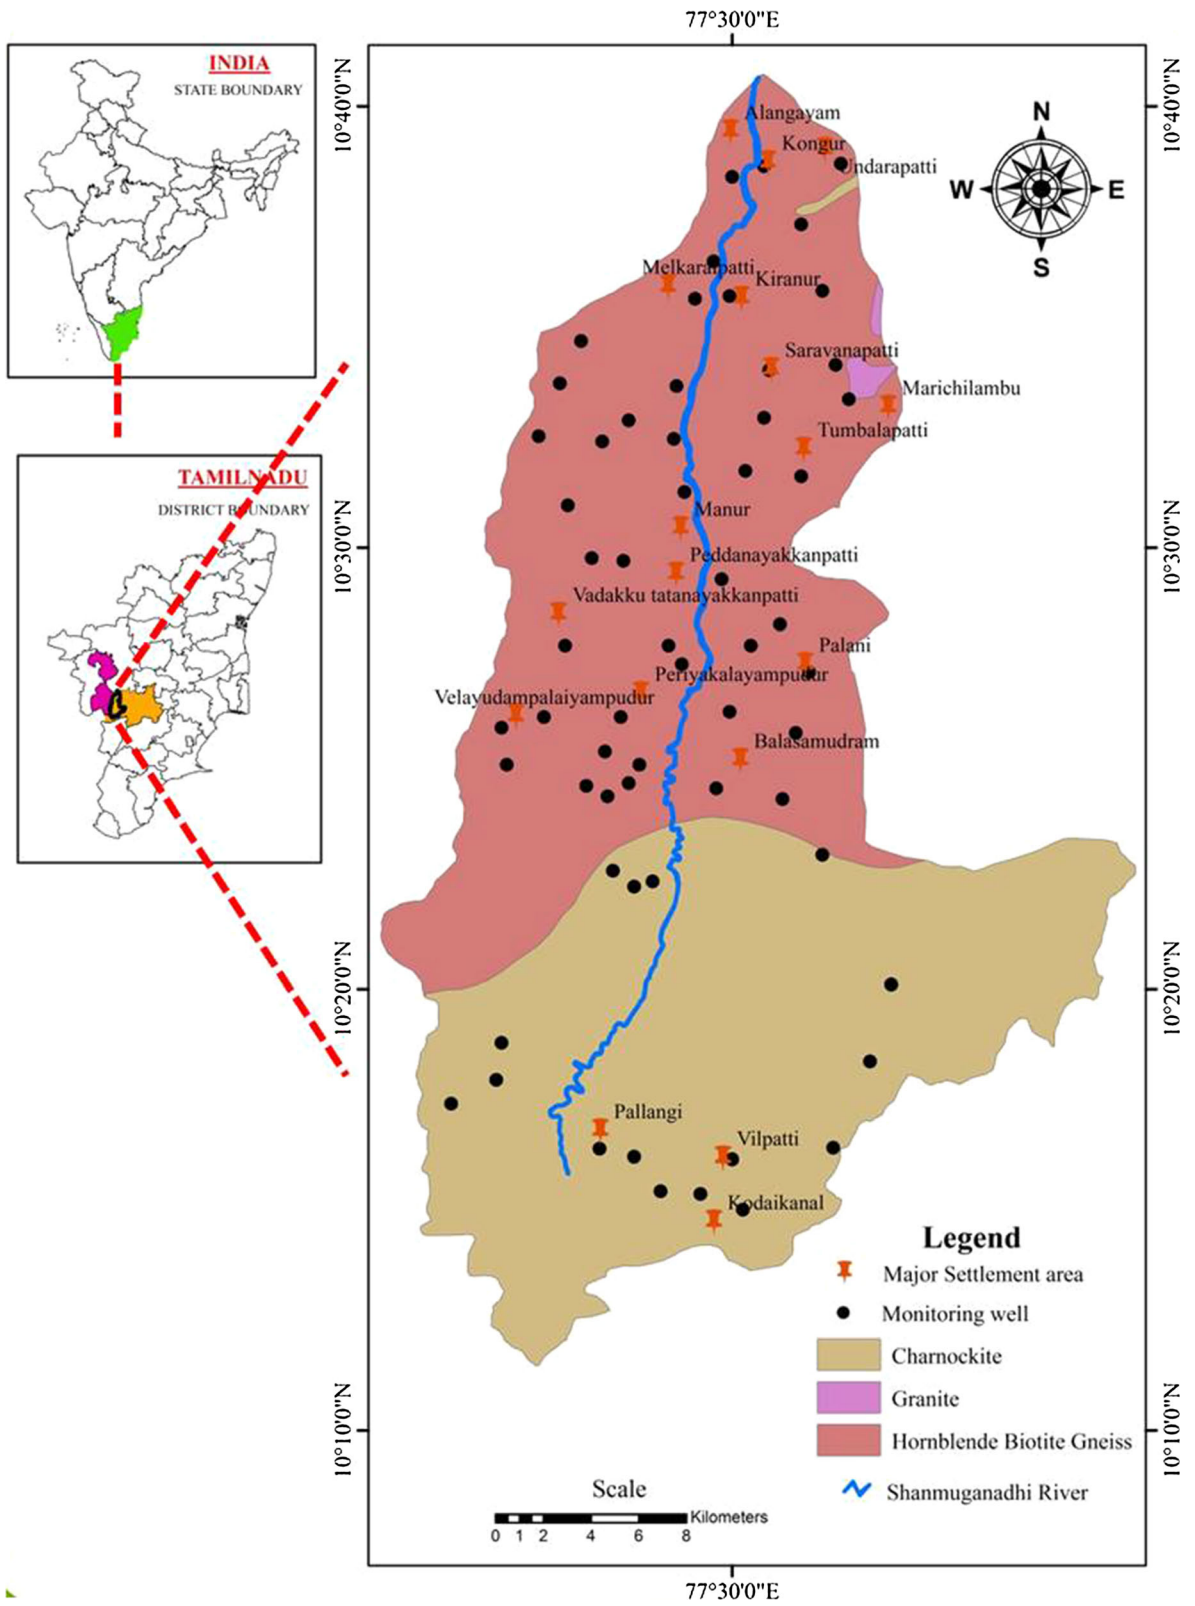 77°30'0"E
INDIA
STATE BOUNDARY
10°40'0"N
10°40'0"N
N
W
E
S
Alangayam
Kongur
Undarapatti
Melkaraipatti
Kiranur
Saravanapatti
Marichilambu
Tumbalapatti
TAMILNADU
DISTRICT BOUNDARY
Manur
10°30'0"N
10°30'0"N
Peddanayakkanpatti
Vadakku tatanayakkanpatti
Palani
Periyakalayampudur
Velayudampalaiyampudur
Balasamudram
10°20'0"N
10°20'0"N
Pallangi
Vilpatti
Kodaikanal
Legend
Major Settlement area
Monitoring well
Charnockite
Granite
Hornblende Biotite Gneiss
Shanmuganadhi River
10°10'0"N
10°10'0"N
Scale
Kilometers
0 1 2 4 6 8
77°30'0"E